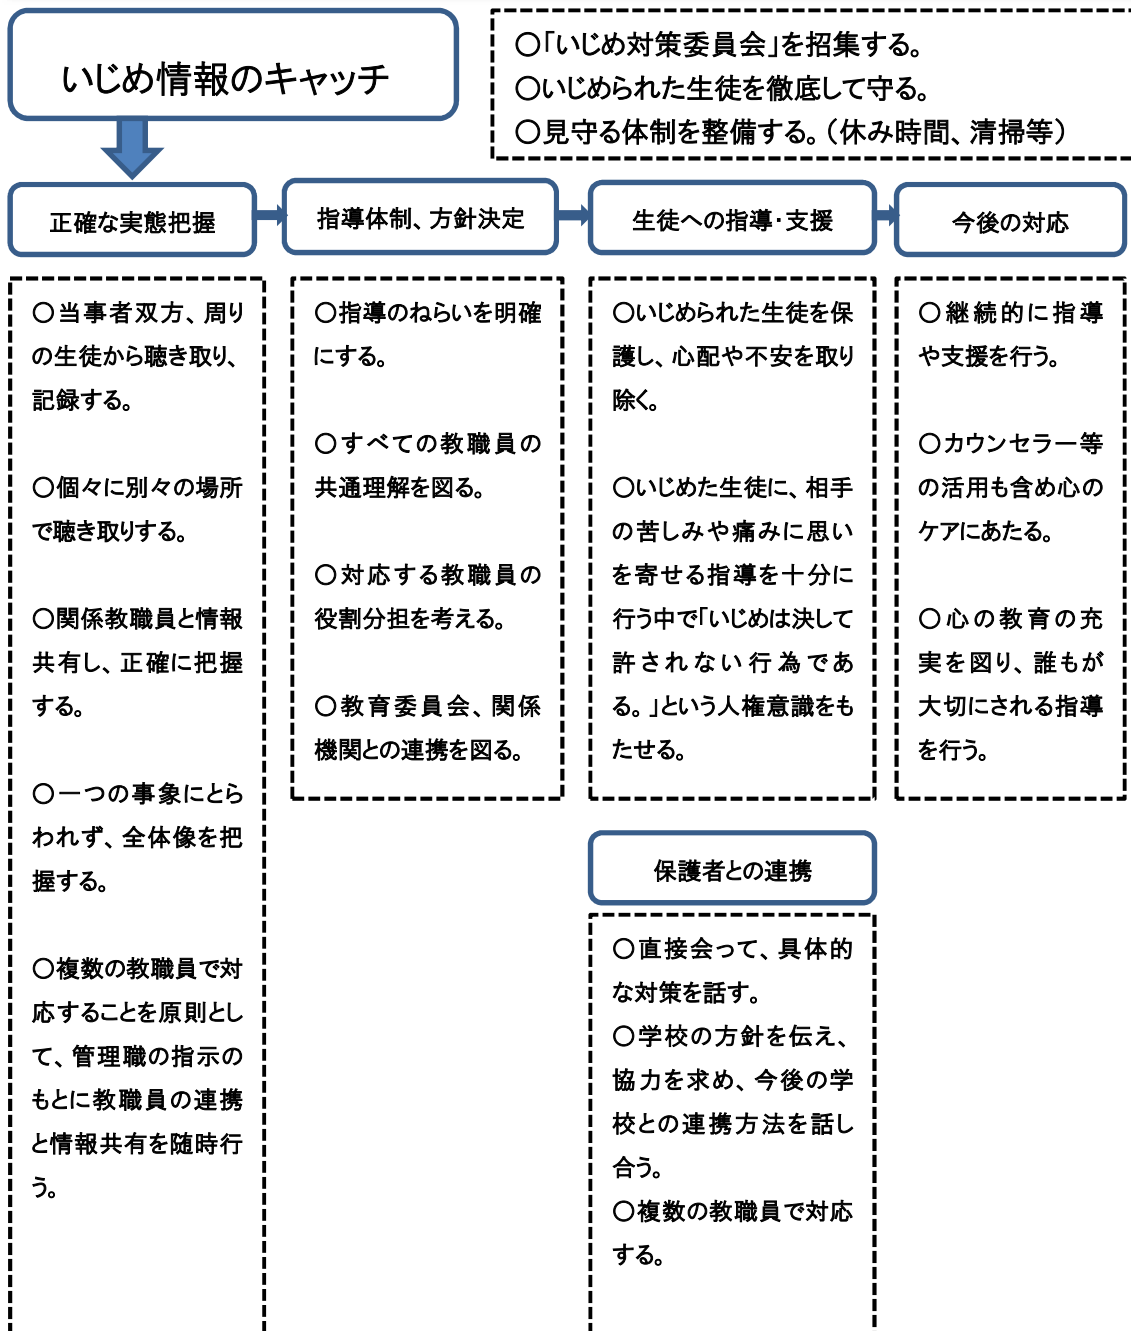 いじめ情報のキャッチ
○「いじめ対策委員会」を招集する。
○いじめられた生徒を徹底して守る。
○見守る体制を整備する。（休み時間、清掃等）
正確な実態把握
指導体制、方針決定
生徒への指導・支援
今後の対応
○当事者双方、周り
の生徒から聴き取り、
記録する。
○個々に別々の場所
で聴き取りする。
○関係教職員と情報
共有し、正確に把握
する。
○一つの事象にとら
われず、全体像を把
握する。
○複数の教職員で対
応することを原則とし
て、管理職の指示の
もとに教職員の連携
と情報共有を随時行
う。
○指導のねらいを明確
にする。
○すべての教職員の
共通理解を図る。
○対応する教職員の
役割分担を考える。
○教育委員会、関係
機関との連携を図る。
○いじめられた生徒を保
護し、心配や不安を取り
除く。
○いじめた生徒に、相手
の苦しみや痛みに思い
を寄せる指導を十分に
行う中で「いじめは決して
許されない行為であ
る。」という人権意識をも
たせる。
○継続的に指導
や支援を行う。
○カウンセラー等
の活用も含め心の
ケアにあたる。
○心の教育の充
実を図り、誰もが
大切にされる指導
を行う。
保護者との連携
○直接会って、具体的
な対策を話す。
○学校の方針を伝え、
協力を求め、今後の学
校との連携方法を話し
合う。
○複数の教職員で対応
する。